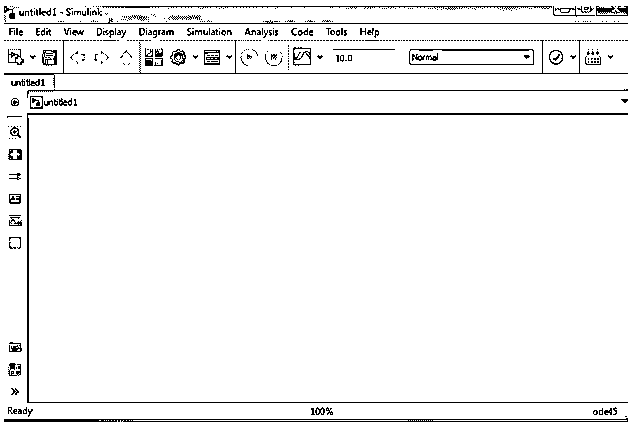 untitled1 - Simulink
File Edit View Display Diagram Simulation Analysis Code Tools Help
10.0 Normal
untitled1
untitled1
Ready 100% ode45